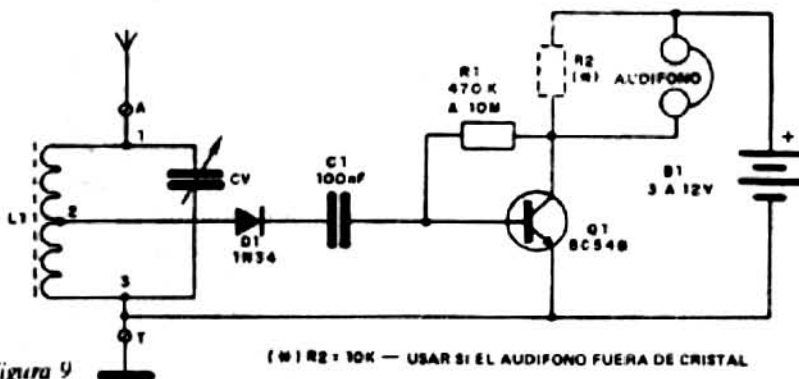 A
1
CV
L1
2
3
T
D1
1N34
C1
100nF
R1
470K
A 10M
R2
(*)
AUDIFONO
Q1
BC548
+
B1
3 A 12V
(*) R2 = 10K — USAR SI EL AUDIFONO FUERA DE CRISTAL
Figura 9